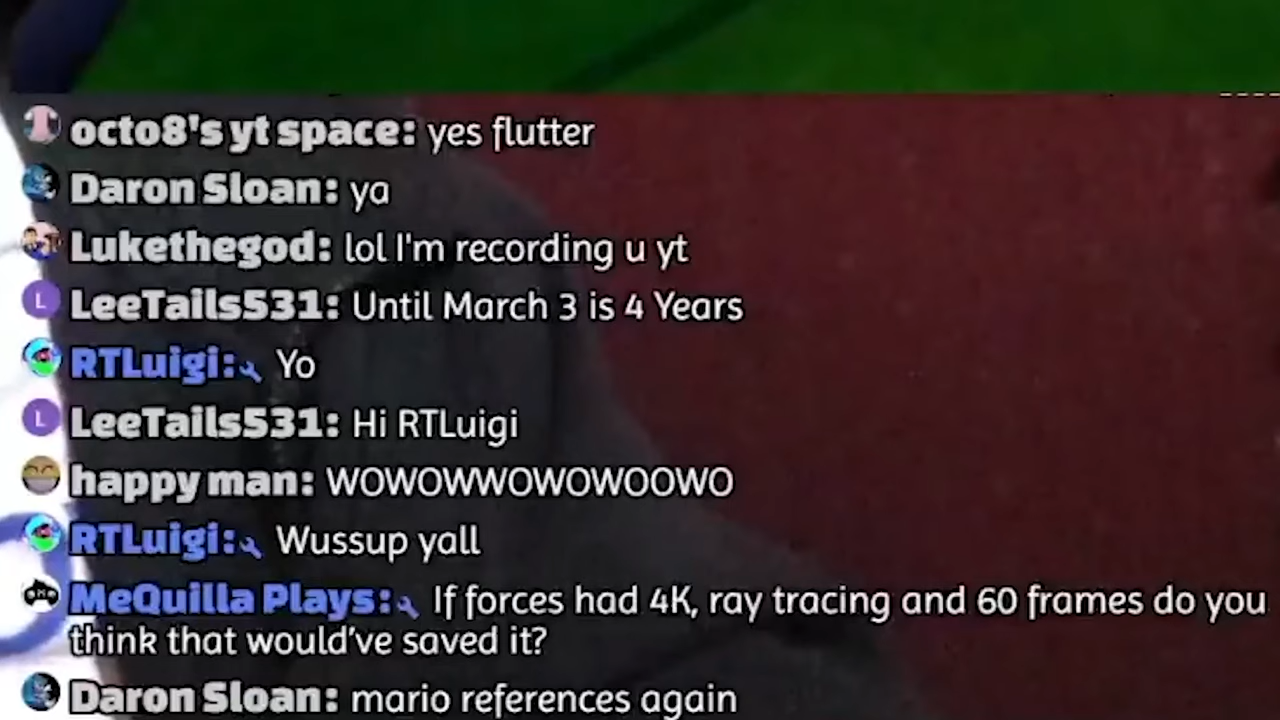 octo8's yt space: yes flutter
Daron Sloan: ya
Lukethegod: lol I'm recording u yt
L LeeTails531: Until March 3 is 4 Years
RTLuigi: Yo
L LeeTails531: Hi RTLuigi
happy man: WOWOWWOWOWOOWO
RTLuigi: Wussup yall
MeQuilla Plays: If forces had 4K, ray tracing and 60 frames do you
think that would've saved it?
Daron Sloan: mario references again